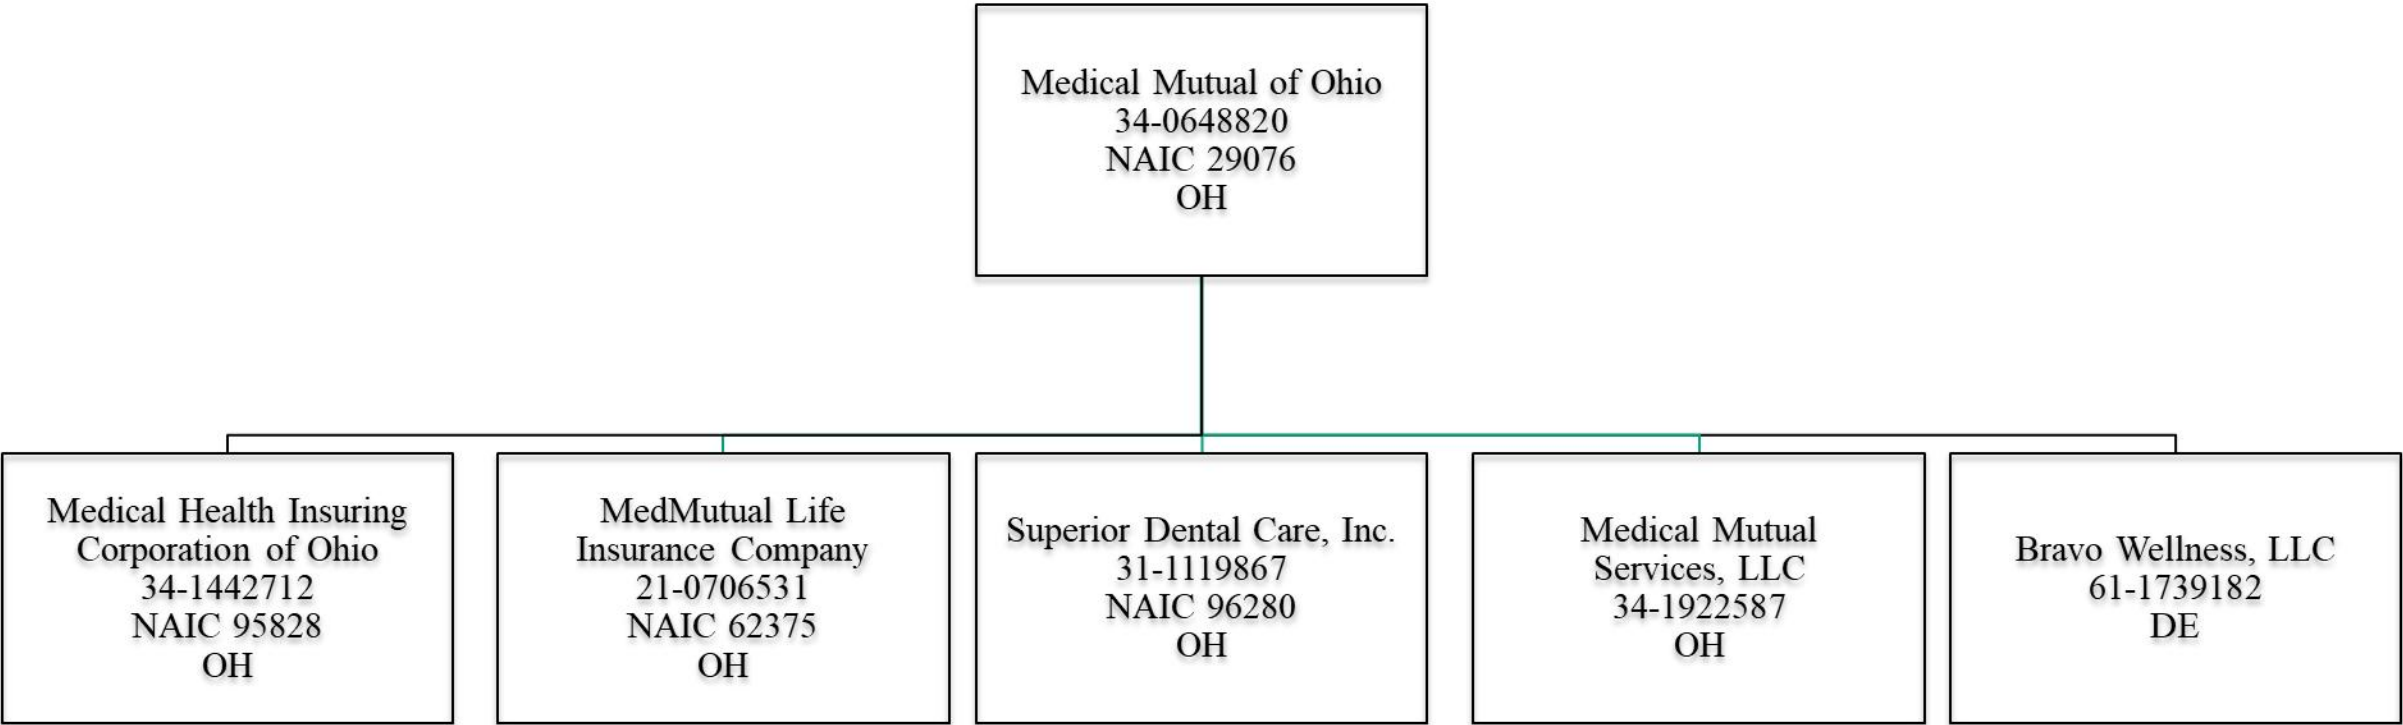 Medical Mutual of Ohio
34-0648820
NAIC 29076
OH
Medical Health Insuring
Corporation of Ohio
34-1442712
NAIC 95828
OH
MedMutual Life
Insurance Company
21-0706531
NAIC 62375
OH
Superior Dental Care, Inc.
31-1119867
NAIC 96280
OH
Medical Mutual
Services, LLC
34-1922587
OH
Bravo Wellness, LLC
61-1739182
DE